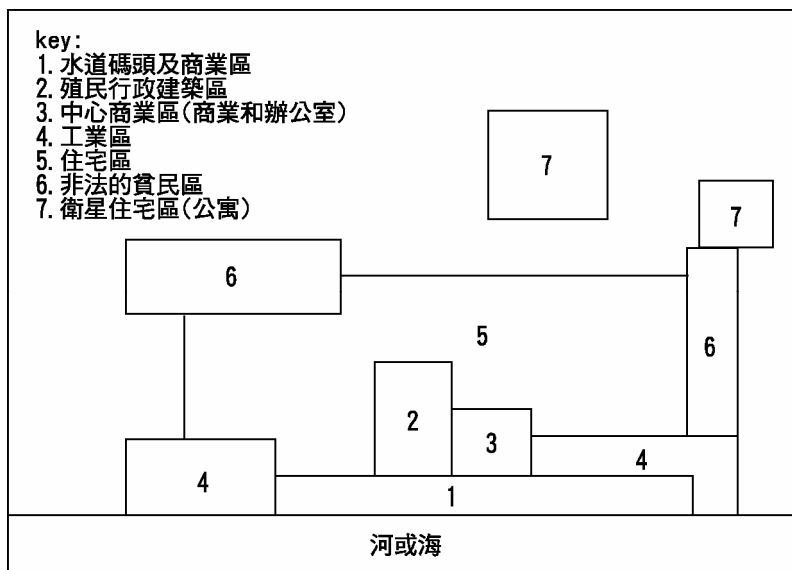 key:
1. 水道碼頭及商業區
2. 殖民行政建築區
3. 中心商業區(商業和辦公室)
4. 工業區
5. 住宅區
6. 非法的貧民區
7. 衛星住宅區(公寓)
7
7
6
5
6
2
3
4
4
1
河或海